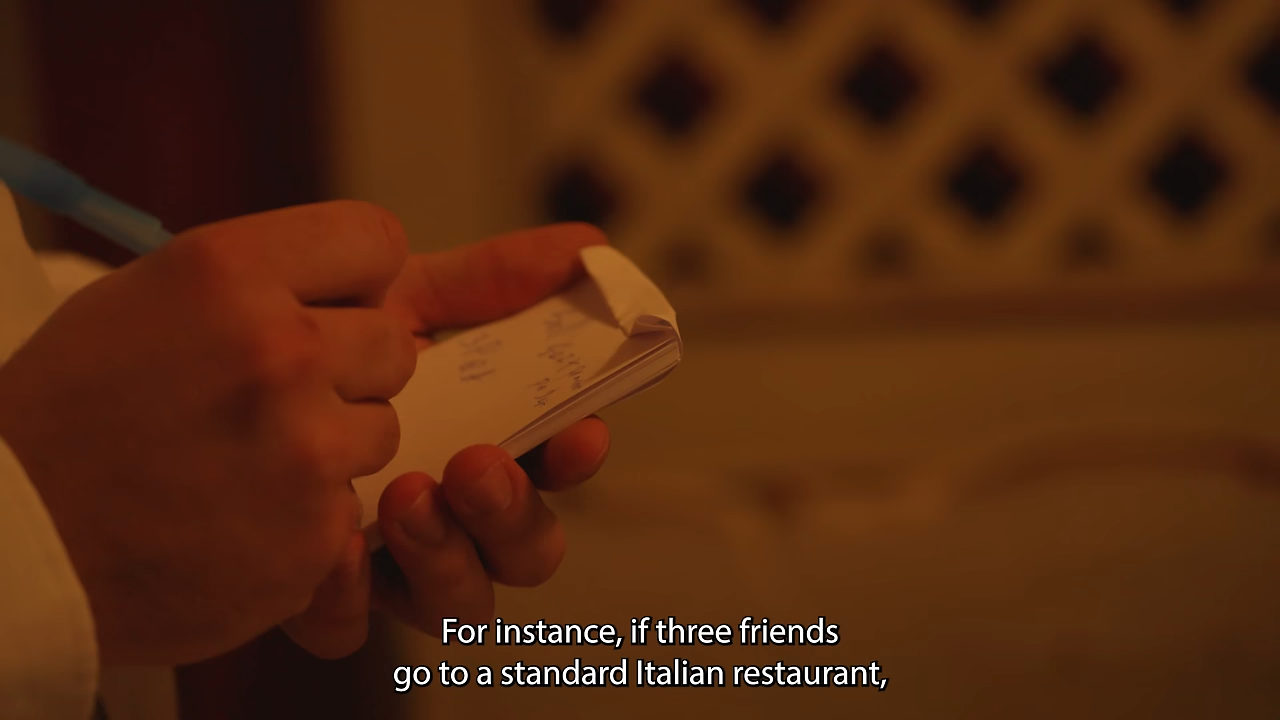 For instance, if three friends
go to a standard Italian restaurant,